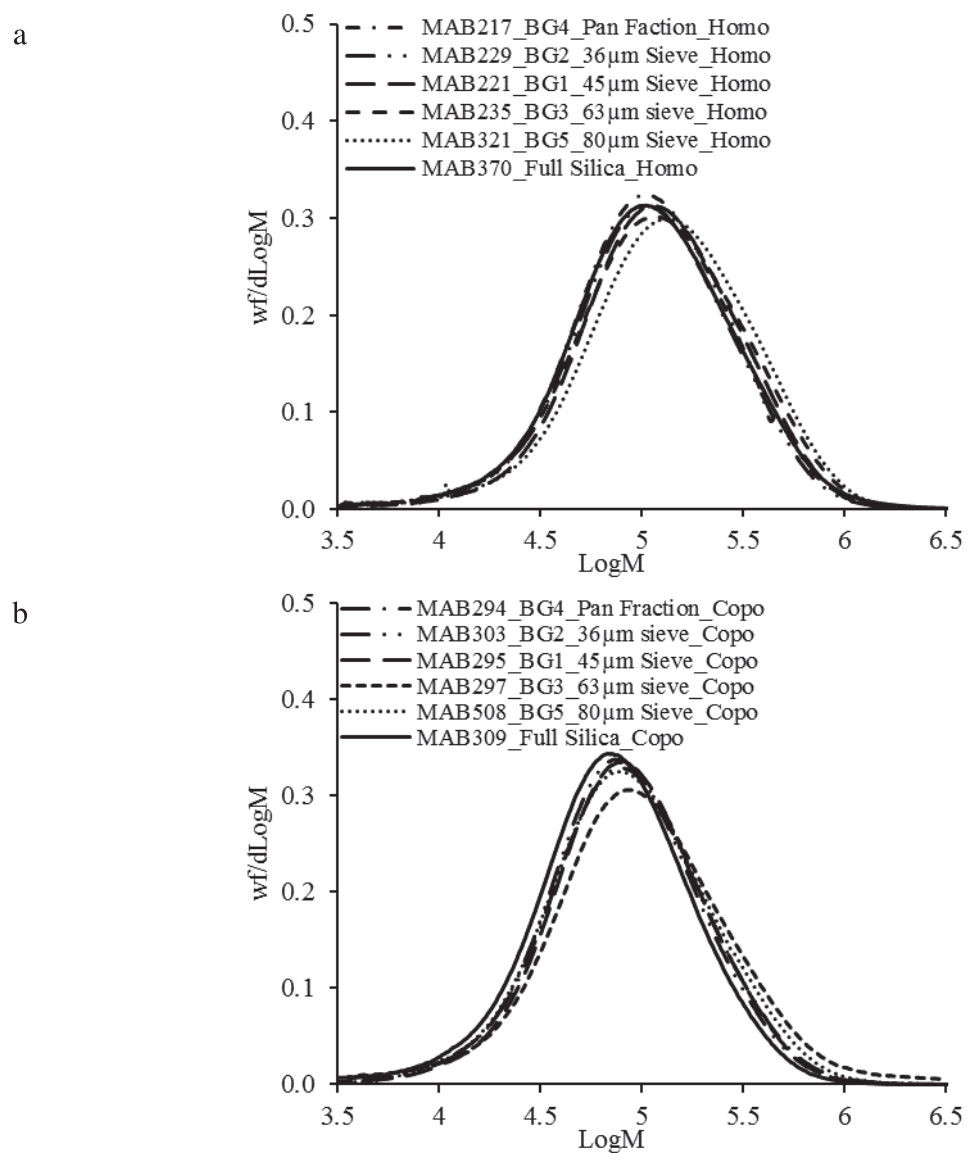 a
0.5
MAB217_BG4_Pan Faction_Homo
MAB229_BG2_36µm Sieve_Homo
MAB221_BG1_45µm Sieve_Homo
MAB235_BG3_63µm sieve_Homo
MAB321_BG5_80µm Sieve_Homo
MAB370_Full Silica_Homo
0.4
0.3
0.2
0.1
0.0
wf/dLogM
3.5 4 4.5 5 5.5 6 6.5
LogM
b
0.5
MAB294_BG4_Pan Fraction_Copo
MAB303_BG2_36µm sieve_Copo
MAB295_BG1_45µm Sieve_Copo
MAB297_BG3_63µm sieve_Copo
MAB508_BG5_80µm Sieve_Copo
MAB309_Full Silica_Copo
0.4
0.3
0.2
0.1
0.0
wf/dLogM
3.5 4 4.5 5 5.5 6 6.5
LogM